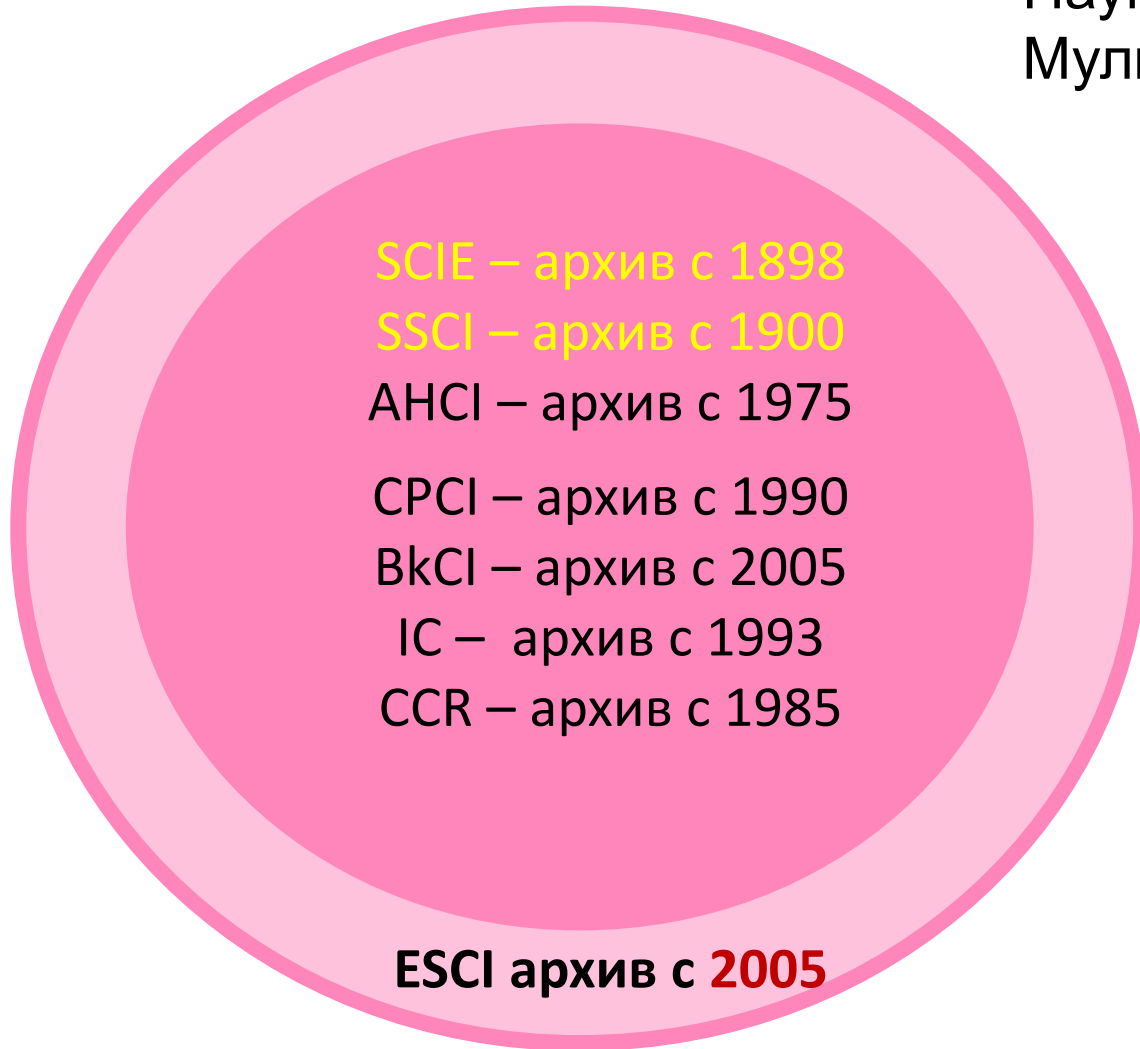 SCIE – архив с 1898
SSCI – архив с 1900
AHCI – архив с 1975
CPCI – архив с 1990
BkCI – архив с 2005
IC – архив с 1993
CCR – архив с 1985
ESCI архив с 2005